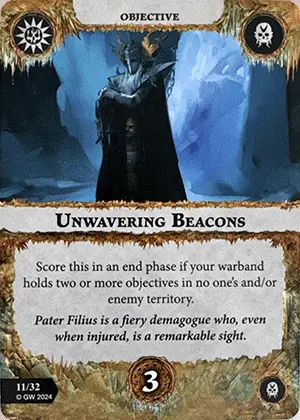 OBJECTIVE
UNWAVERING BEACONS
Score this in an end phase if your warband
holds two or more objectives in no one's and/or
enemy territory.
Pater Filius is a fiery demagogue who, even
when injured, is a remarkable sight.
11/32
© GW 2024
3